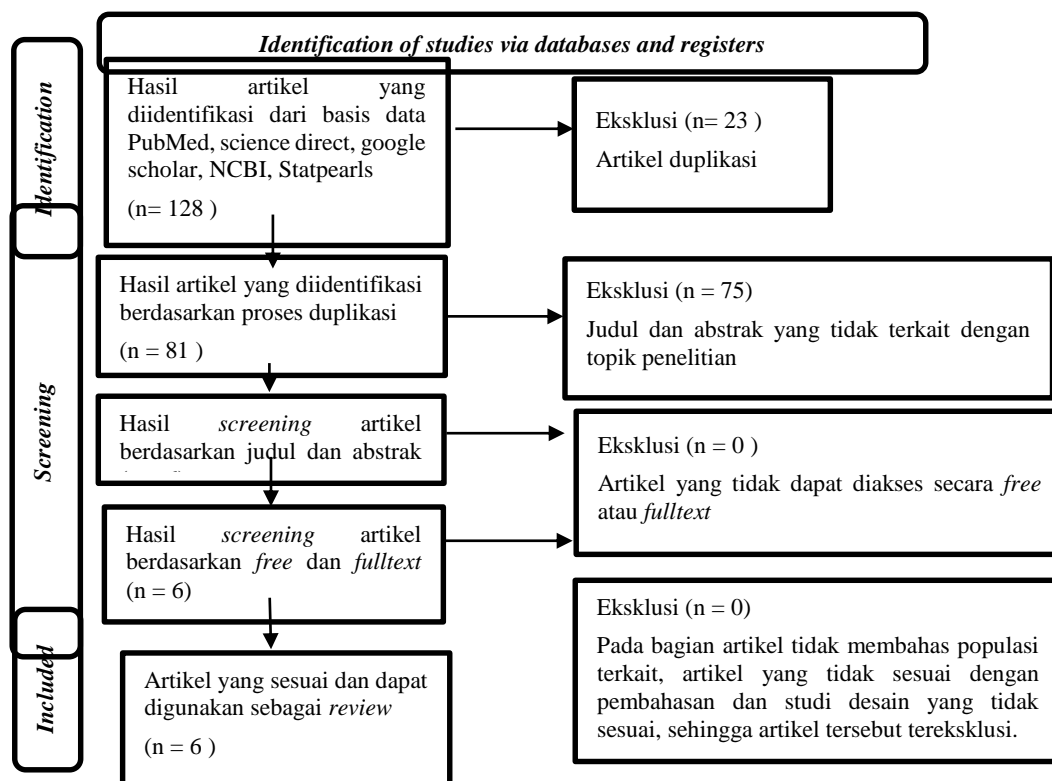 Identification of studies via databases and registers
Identification
Hasil artikel yang
diidentifikasi dari basis data
PubMed, science direct, google
scholar, NCBI, Statpearls
(n= 128 )
Eksklusi (n= 23 )
Artikel duplikasi
Screening
Hasil artikel yang diidentifikasi
berdasarkan proses duplikasi
(n = 81 )
Eksklusi (n = 75)
Judul dan abstrak yang tidak terkait dengan
topik penelitian
Hasil screening artikel
berdasarkan judul dan abstrak
Eksklusi (n = 0 )
Artikel yang tidak dapat diakses secara free
atau fulltext
Hasil screening artikel
berdasarkan free dan fulltext
(n = 6)
Eksklusi (n = 0)
Pada bagian artikel tidak membahas populasi
terkait, artikel yang tidak sesuai dengan
pembahasan dan studi desain yang tidak
sesuai, sehingga artikel tersebut tereksklusi.
Included
Artikel yang sesuai dan dapat
digunakan sebagai review
(n = 6 )